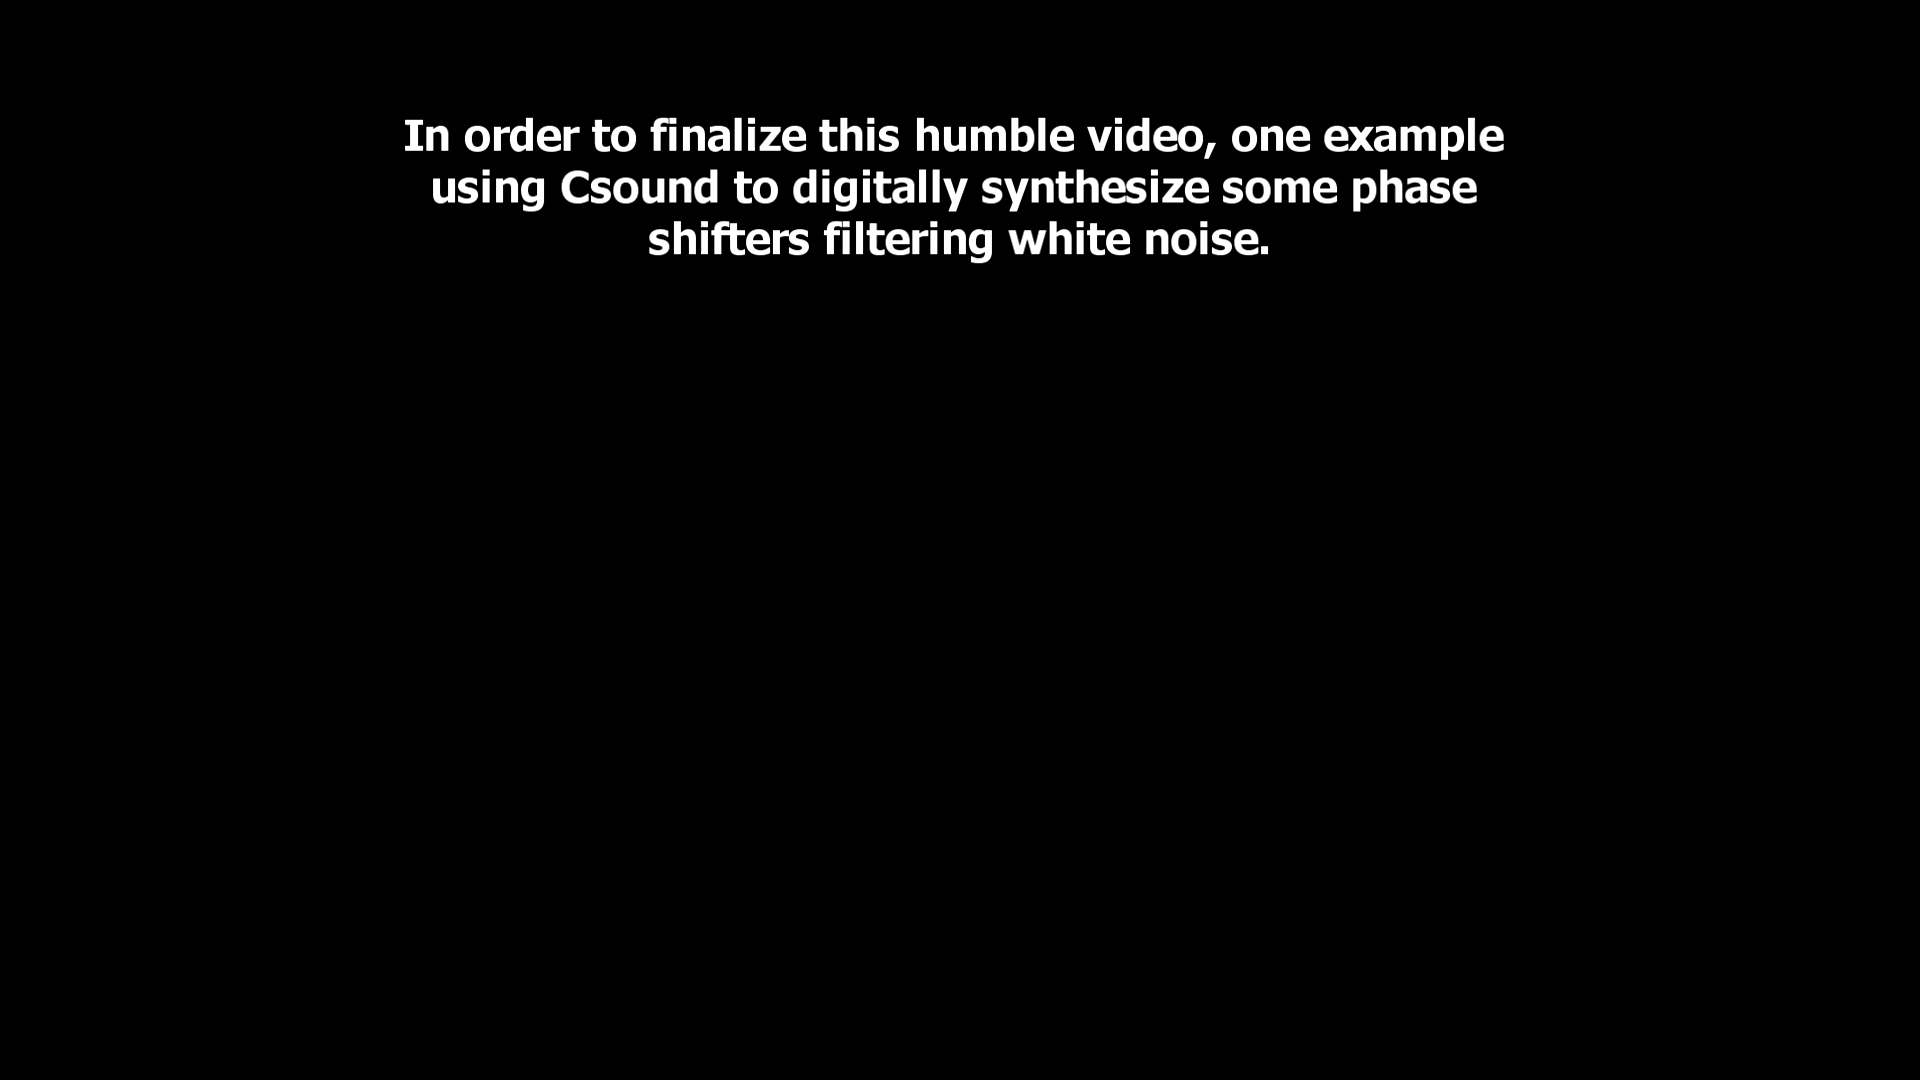 In order to finalize this humble video, one example
using Csound to digitally synthesize some phase
shifters filtering white noise.